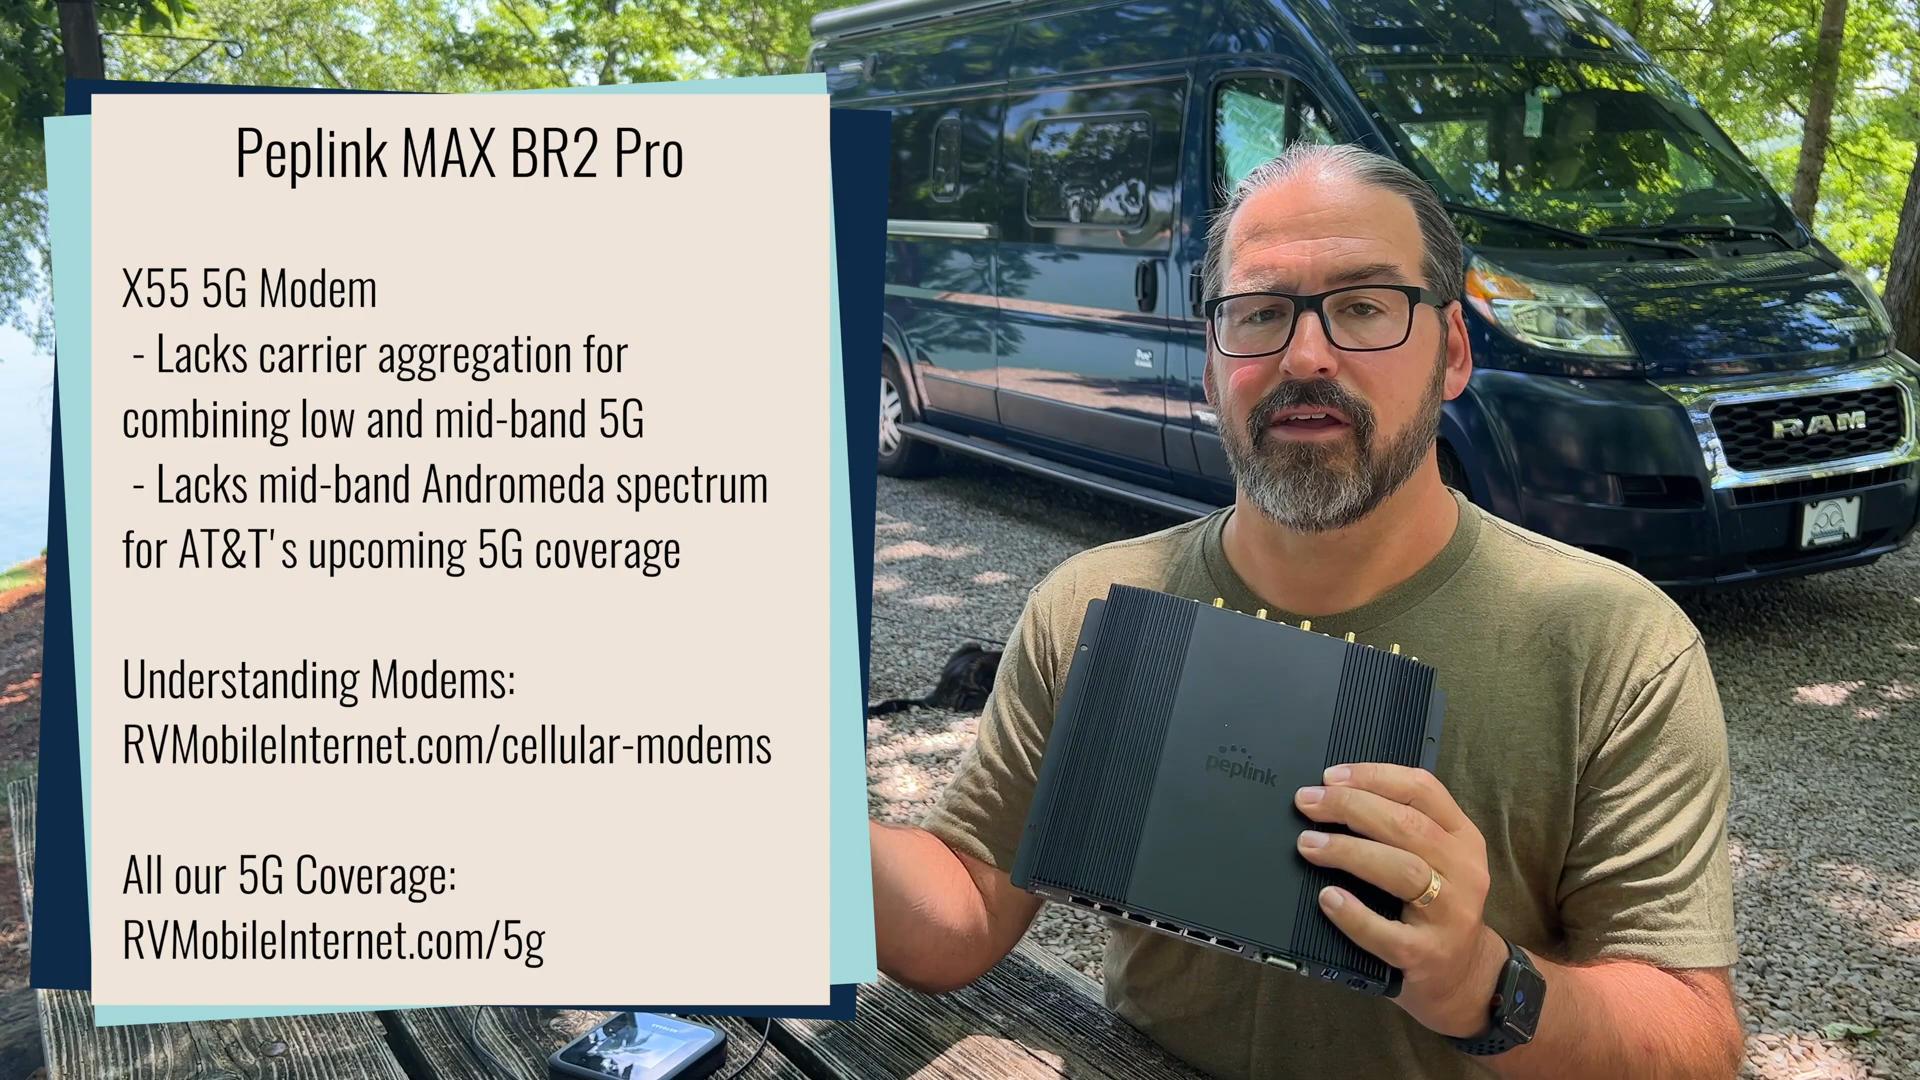 Peplink MAX BR2 Pro
X55 5G Modem
- Lacks carrier aggregation for
combining low and mid-band 5G
- Lacks mid-band Andromeda spectrum
for AT&T's upcoming 5G coverage
Understanding Modems:
RVMobileInternet.com/cellular-modems
All our 5G Coverage:
RVMobileInternet.com/5g
RAM
peplink